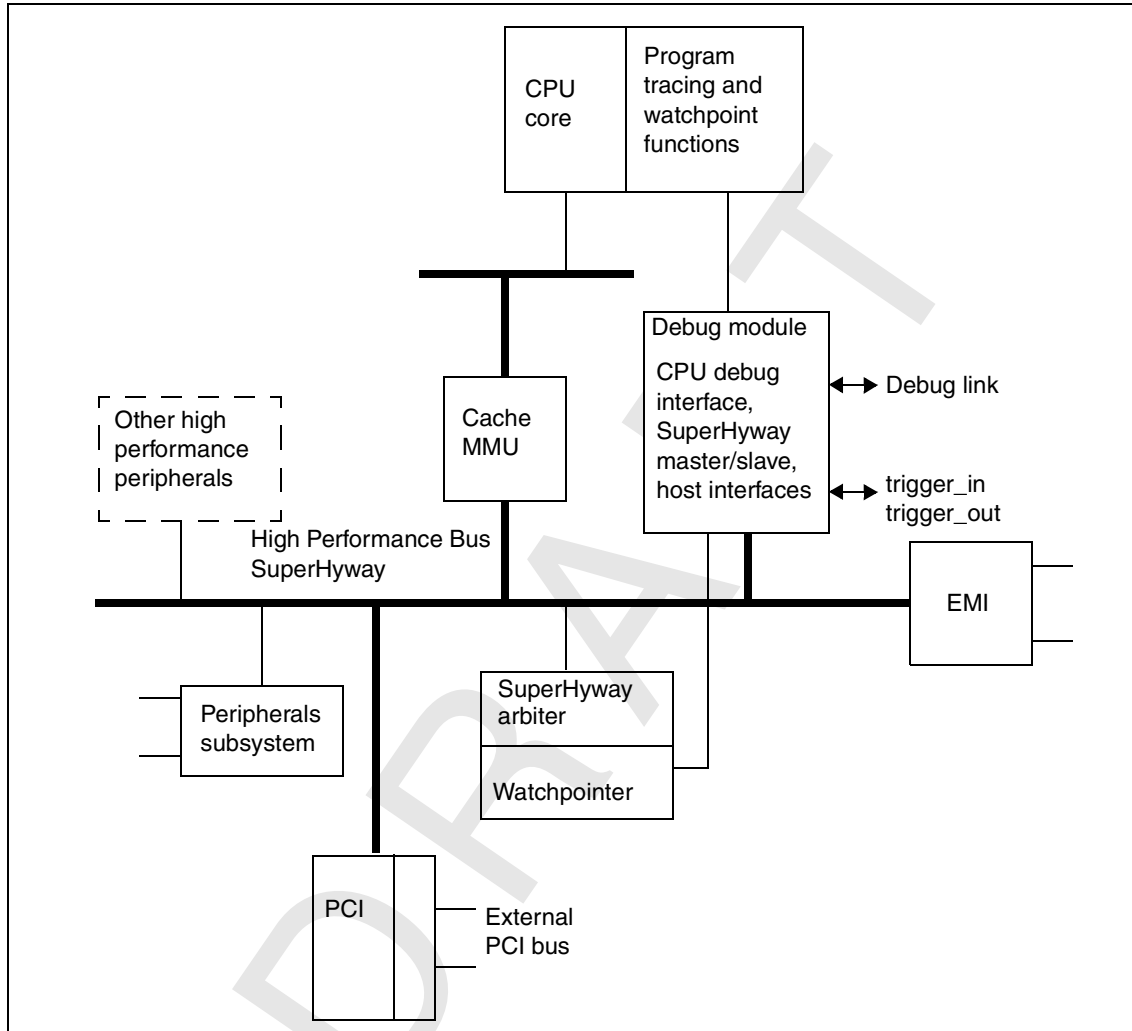 CPU
core
Program
tracing and
watchpoint
functions
Debug module
CPU debug
interface,
SuperHyway
master/slave,
host interfaces
Debug link
trigger_in
trigger_out
Cache
MMU
Other high
performance
peripherals
High Performance Bus
SuperHyway
EMI
Peripherals
subsystem
SuperHyway
arbiter
Watchpointer
PCI
External
PCI bus
DRAFT